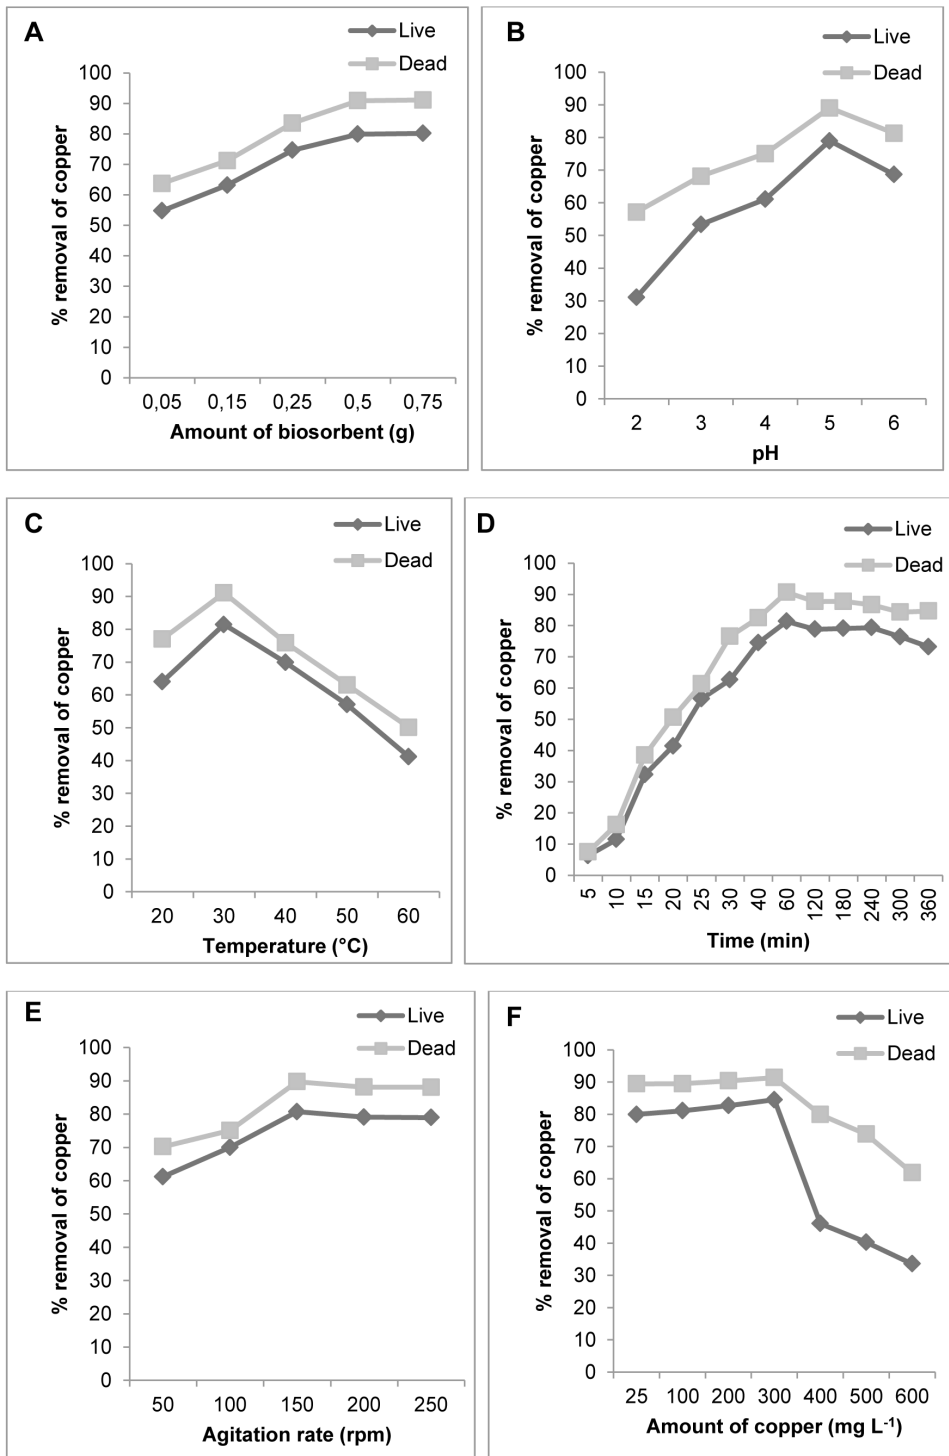 A
Live
Dead
% removal of copper
100
90
80
70
60
50
40
30
20
10
0
0,05 0,15 0,25 0,5 0,75
Amount of biosorbent (g)
B
Live
Dead
% removal of copper
100
90
80
70
60
50
40
30
20
10
0
2 3 4 5 6
pH
C
Live
Dead
% removal of copper
100
90
80
70
60
50
40
30
20
10
0
20 30 40 50 60
Temperature (°C)
D
Live
Dead
% removal of copper
100
90
80
70
60
50
40
30
20
10
0
5 10 15 20 25 30 40 60 120 180 240 300 360
Time (min)
E
Live
Dead
% removal of copper
100
90
80
70
60
50
40
30
20
10
0
50 100 150 200 250
Agitation rate (rpm)
F
Live
Dead
% removal of copper
100
90
80
70
60
50
40
30
20
10
0
25 100 200 300 400 500 600
Amount of copper (mg L⁻¹)